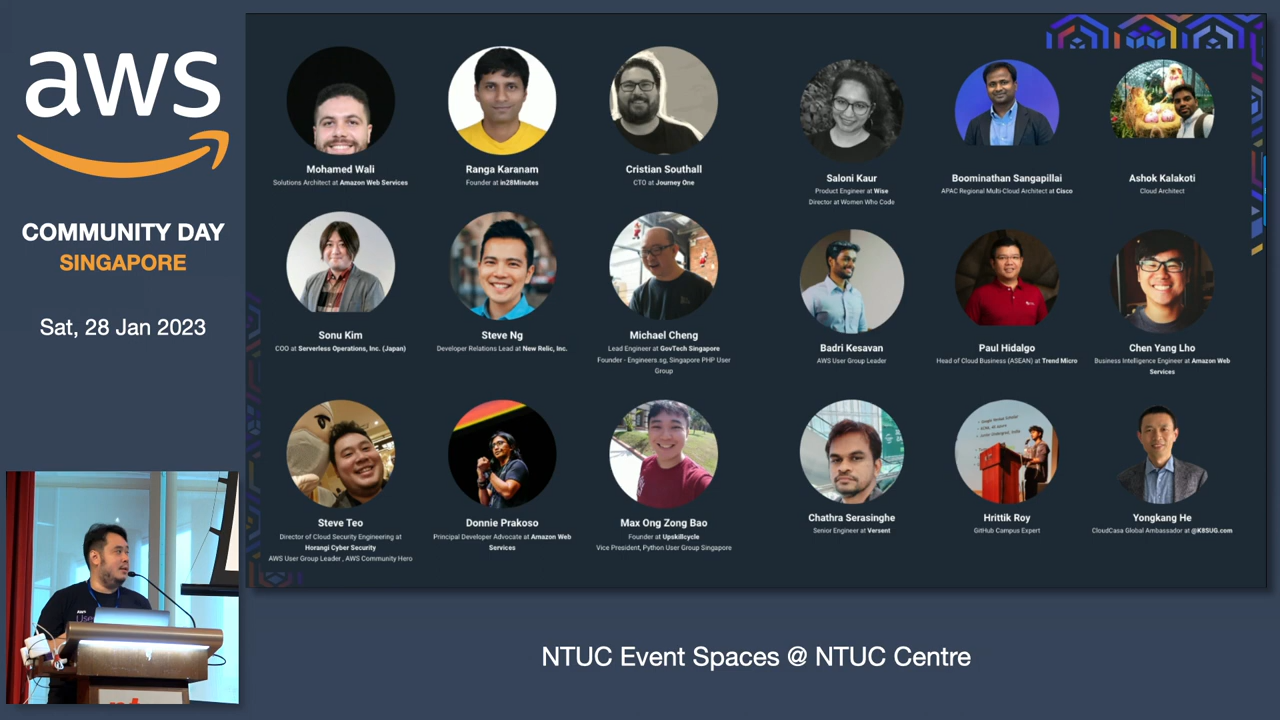 aws
COMMUNITY DAY
SINGAPORE
Sat, 28 Jan 2023
Mohamed Wali
Solutions Architect at Amazon Web Services
Ranga Karanam
Founder at in28Minutes
Cristian Southall
CTO at Journey One
Saloni Kaur
Product Engineer at Wise
Director at Women Who Code
Boominathan Sangapillai
APAC Regional Multi-Cloud Architect at Cisco
Ashok Kalakoti
Cloud Architect
Sonu Kim
COO at Serverless Operations, Inc. (Japan)
Steve Ng
Developer Relations Lead at New Relic, Inc.
Michael Cheng
Lead Engineer at GovTech Singapore
Founder - Engineers.sg, Singapore PHP User
Group
Badri Kesavan
AWS User Group Leader
Paul Hidalgo
Head of Cloud Business (ASEAN) at Trend Micro
Chen Yang Lho
Business Intelligence Engineer at Amazon Web
Services
Steve Teo
Director of Cloud Security Engineering at
Horangi Cyber Security
AWS User Group Leader , AWS Community Hero
Donnie Prakoso
Principal Developer Advocate at Amazon Web
Services
Max Ong Zong Bao
Founder at Upskillcycle
Vice President, Python User Group Singapore
Chathra Serasinghe
Senior Engineer at Versent
Hrittik Roy
GitHub Campus Expert
Yongkang He
CloudCasa Global Ambassador at @K8SUG.com
NTUC Event Spaces @ NTUC Centre